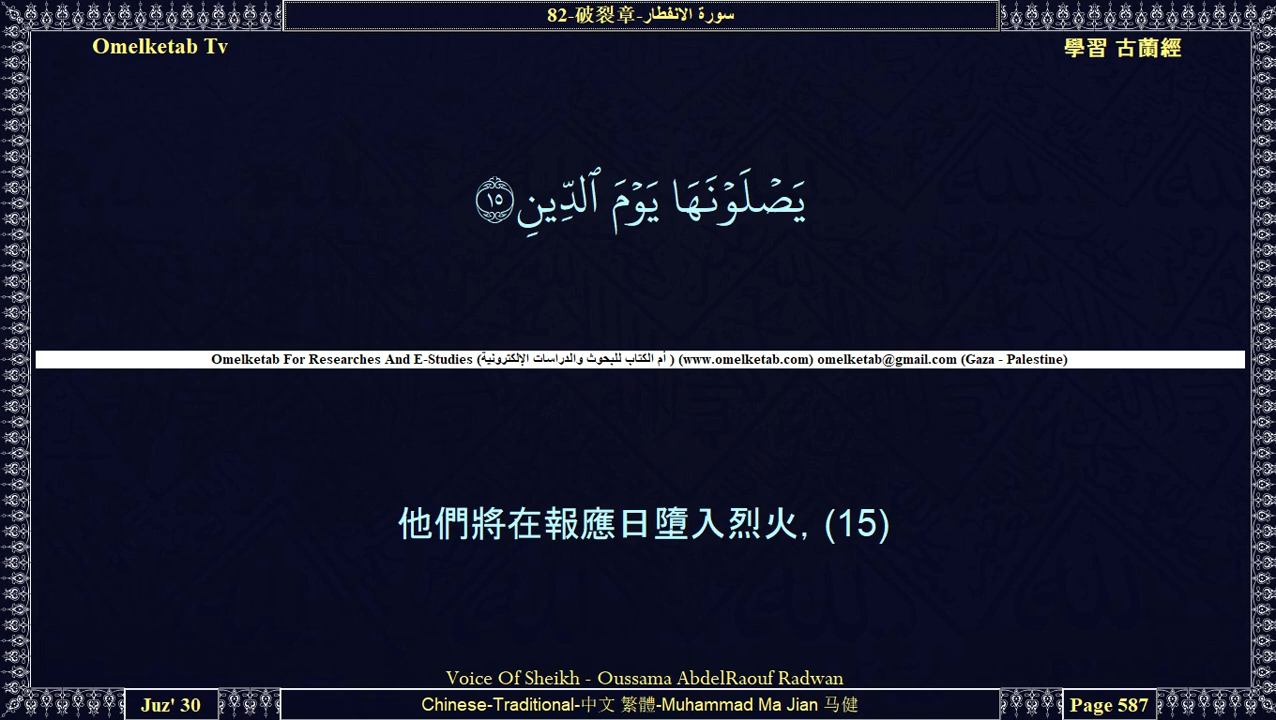 82-破裂章-سورة الانفطار
Omelketab Tv
學習 古蘭經
يَصْلَوْنَهَا يَوْمَ ٱلدِّينِ ١٥
Omelketab For Researches And E-Studies (أم الكتاب للبحوث والدراسات الإلكترونية ) (www.omelketab.com) omelketab@gmail.com (Gaza - Palestine)
他們將在報應日墮入烈火, (15)
Voice Of Sheikh - Oussama AbdelRaouf Radwan
Juz' 30
Chinese-Traditional-中文 繁體-Muhammad Ma Jian 马健
Page 587